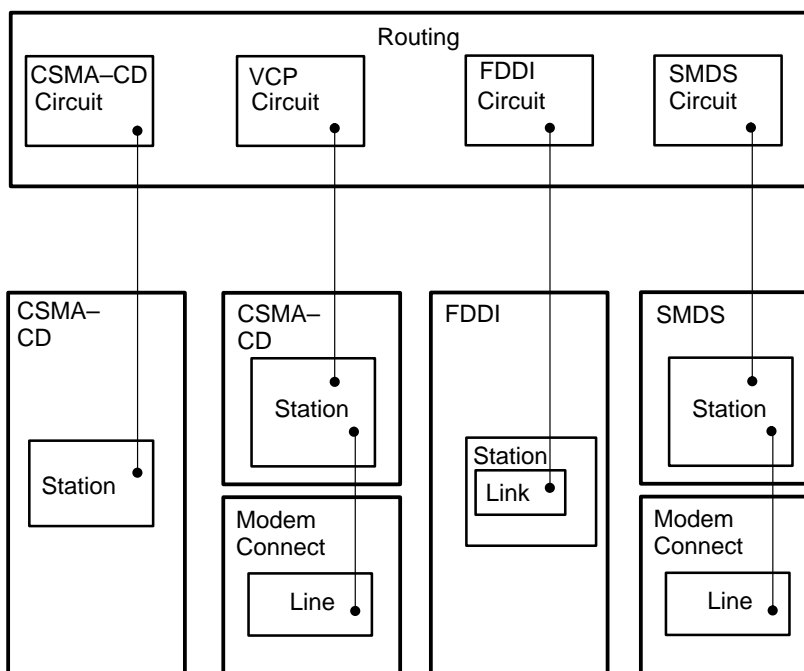 Routing
CSMA–CD
Circuit
VCP
Circuit
FDDI
Circuit
SMDS
Circuit
CSMA–
CD
Station
CSMA–
CD
Station
Modem
Connect
Line
FDDI
Station
Link
SMDS
Station
Modem
Connect
Line